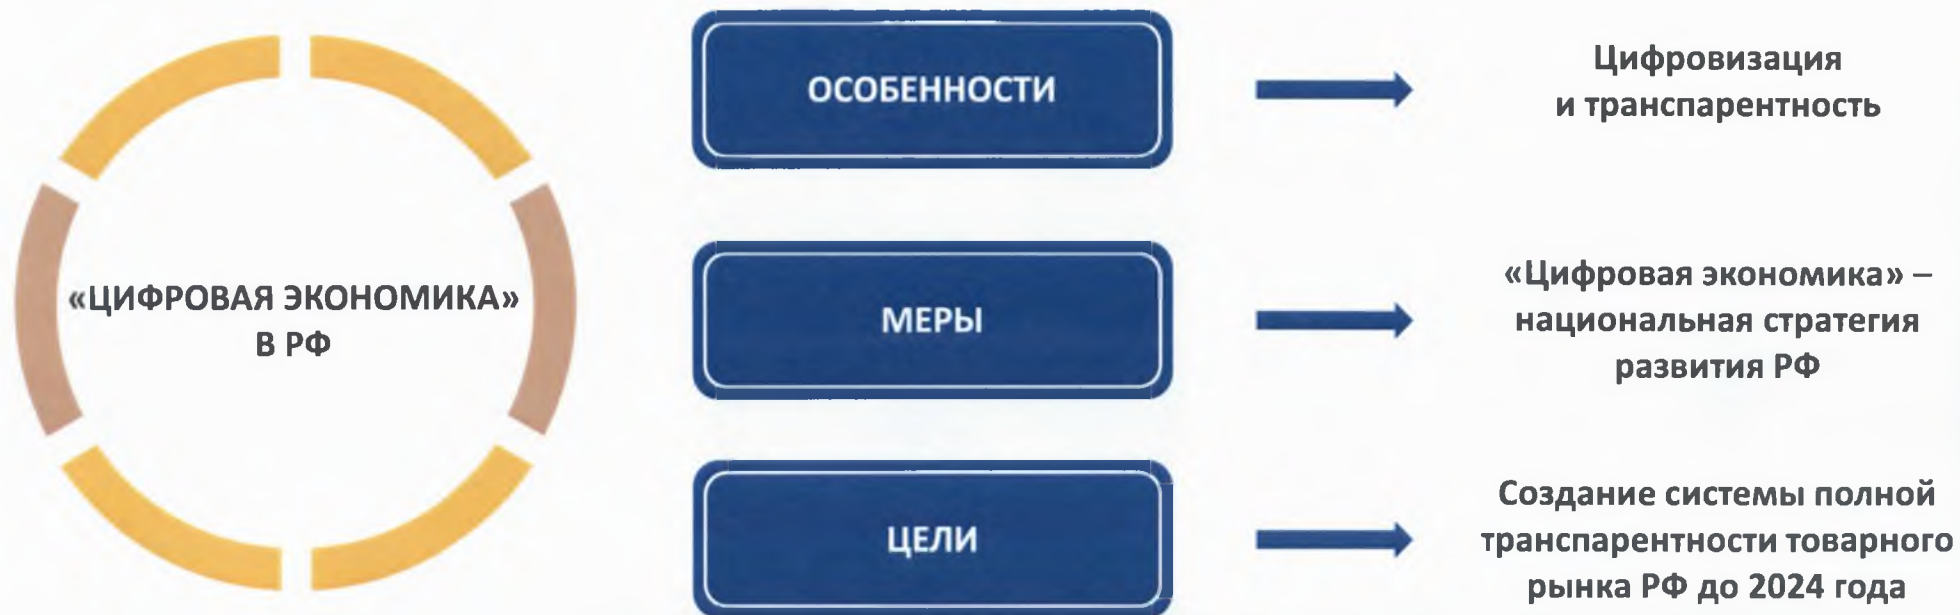 «ЦИФРОВАЯ ЭКОНОМИКА»
В РФ
ОСОБЕННОСТИ
Цифровизация
и транспарентность
МЕРЫ
«Цифровая экономика» –
национальная стратегия
развития РФ
ЦЕЛИ
Создание системы полной
транспарентности товарного
рынка РФ до 2024 года